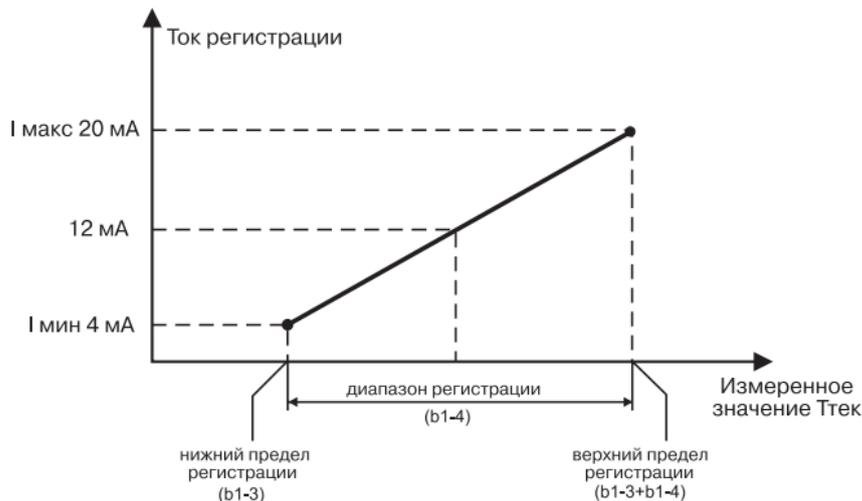 Ток регистрации
I макс 20 мА
12 мА
I мин 4 мА
диапазон регистрации
(b1-4)
Измеренное
значение Tтек
нижний предел
регистрации
(b1-3)
верхний предел
регистрации
(b1-3+b1-4)